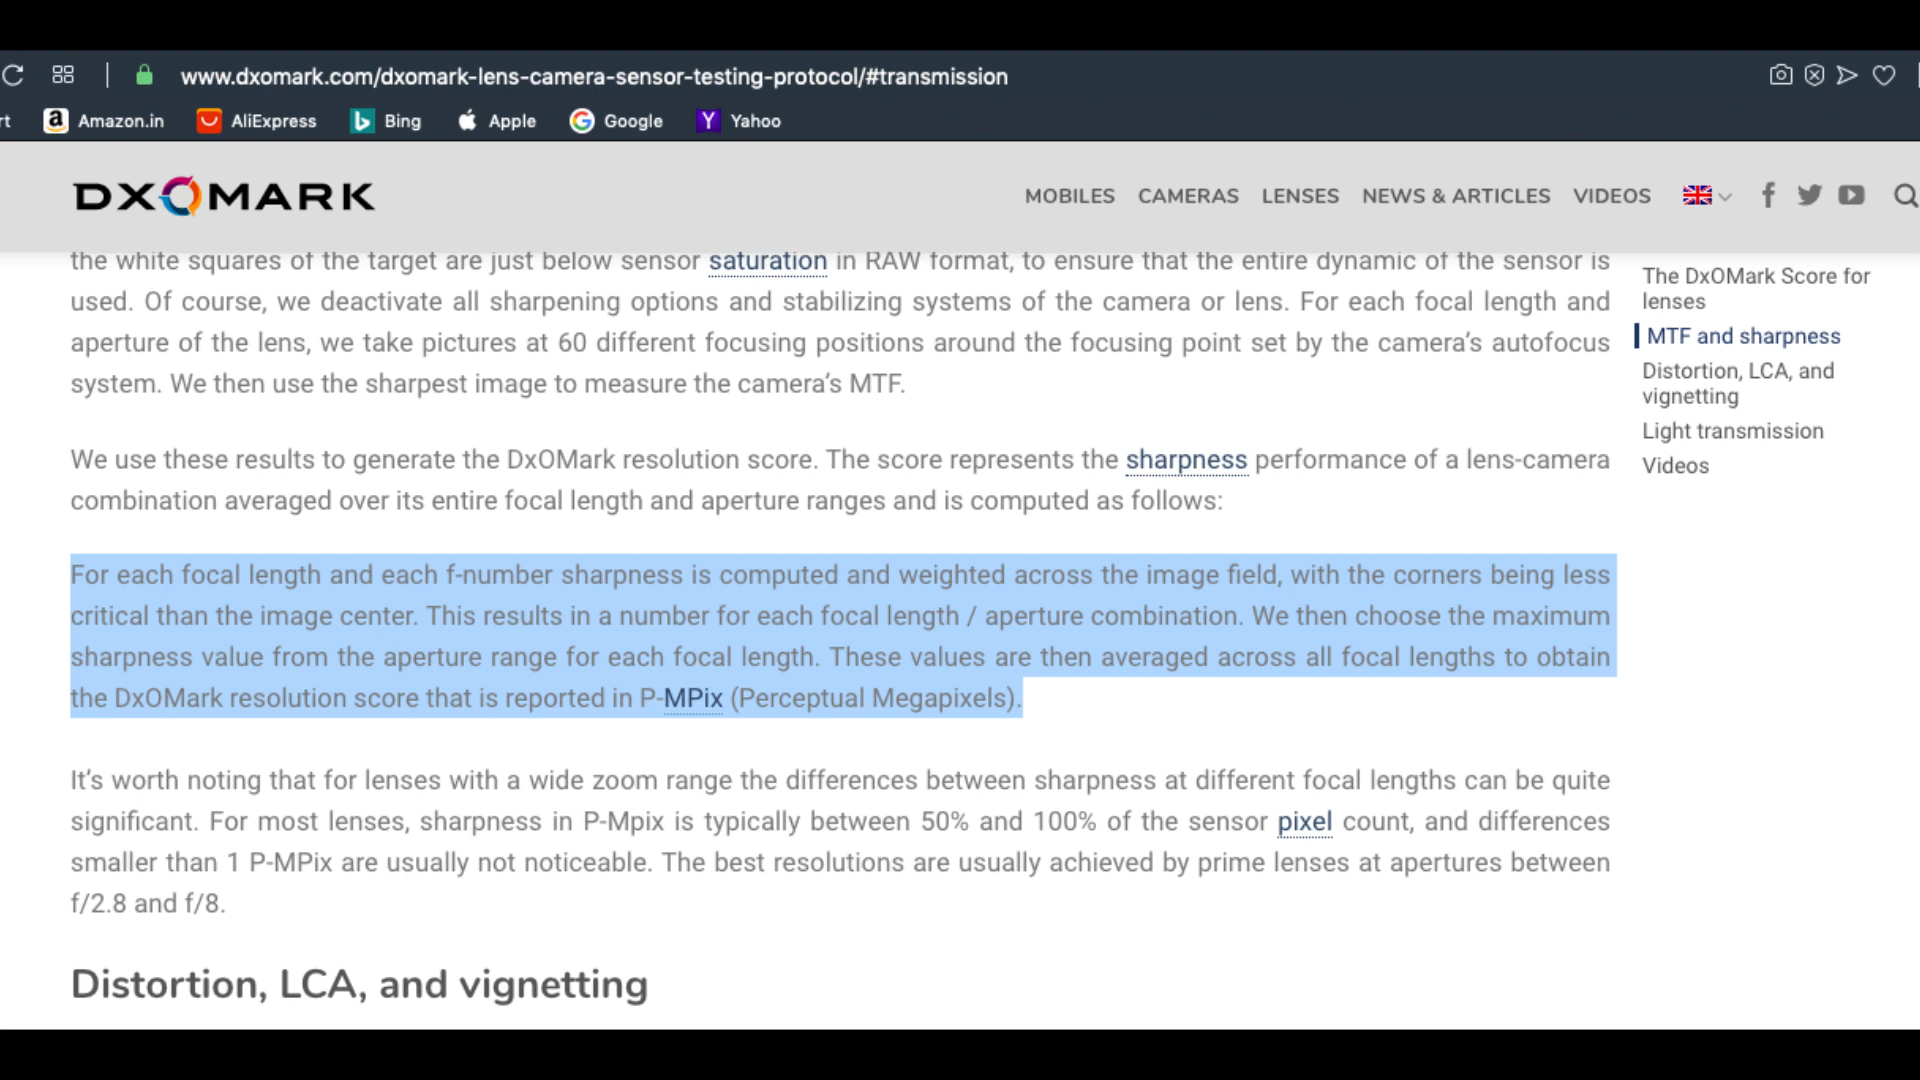 www.dxomark.com/dxomark-lens-camera-sensor-testing-protocol/#transmission
rt Amazon.in AliExpress Bing Apple Google Yahoo
DXOMARK MOBILES CAMERAS LENSES NEWS & ARTICLES VIDEOS
the white squares of the target are just below sensor saturation in RAW format, to ensure that the entire dynamic of the sensor is
used. Of course, we deactivate all sharpening options and stabilizing systems of the camera or lens. For each focal length and
aperture of the lens, we take pictures at 60 different focusing positions around the focusing point set by the camera’s autofocus
system. We then use the sharpest image to measure the camera’s MTF.
We use these results to generate the DxOMark resolution score. The score represents the sharpness performance of a lens-camera
combination averaged over its entire focal length and aperture ranges and is computed as follows:
For each focal length and each f-number sharpness is computed and weighted across the image field, with the corners being less
critical than the image center. This results in a number for each focal length / aperture combination. We then choose the maximum
sharpness value from the aperture range for each focal length. These values are then averaged across all focal lengths to obtain
the DxOMark resolution score that is reported in P-MPix (Perceptual Megapixels).
It’s worth noting that for lenses with a wide zoom range the differences between sharpness at different focal lengths can be quite
significant. For most lenses, sharpness in P-Mpix is typically between 50% and 100% of the sensor pixel count, and differences
smaller than 1 P-MPix are usually not noticeable. The best resolutions are usually achieved by prime lenses at apertures between
f/2.8 and f/8.
Distortion, LCA, and vignetting
The DxOMark Score for
lenses
MTF and sharpness
Distortion, LCA, and
vignetting
Light transmission
Videos